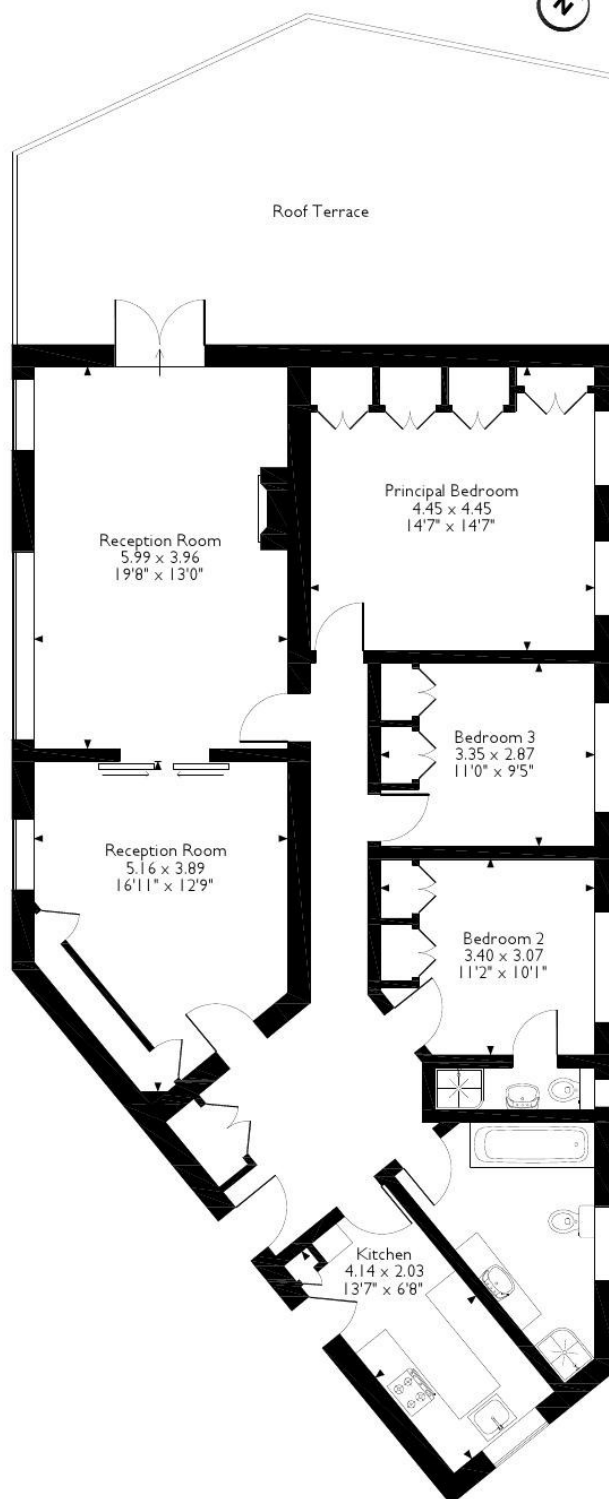 N
Roof Terrace
Principal Bedroom
4.45 x 4.45
14'7" x 14'7"
Reception Room
5.99 x 3.96
19'8" x 13'0"
Bedroom 3
3.35 x 2.87
11'0" x 9'5"
Reception Room
5.16 x 3.89
16'11" x 12'9"
Bedroom 2
3.40 x 3.07
11'2" x 10'1"
Kitchen
4.14 x 2.03
13'7" x 6'8"